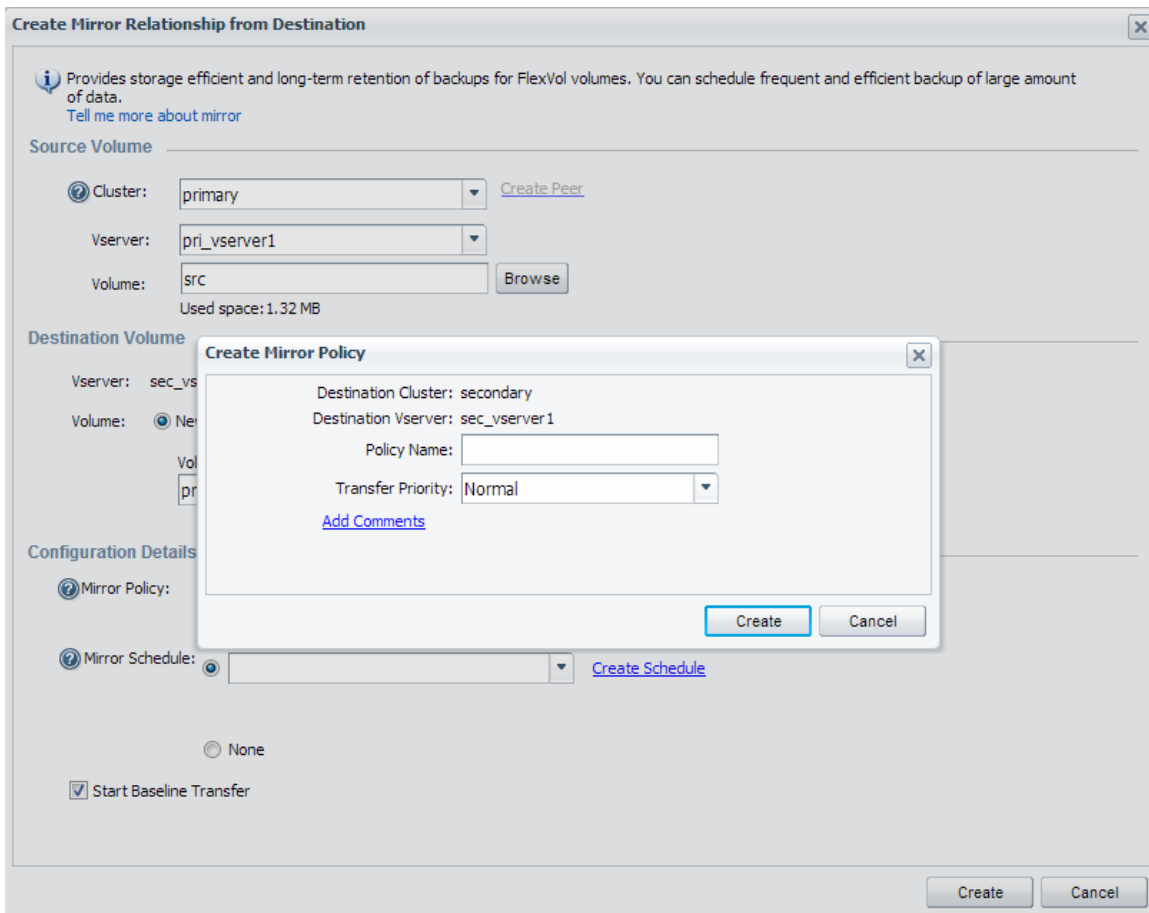 Create Mirror Relationship from Destination
Provides storage efficient and long-term retention of backups for FlexVol volumes. You can schedule frequent and efficient backup of large amount
of data.
Tell me more about mirror
Source Volume
Cluster: primary Create Peer
Vserver: pri_vserver1
Volume: src Browse
Used space:1.32 MB
Destination Volume
Vserver: sec_vs
Volume: Ne
Vol
pr
Create Mirror Policy
Destination Cluster: secondary
Destination Vserver: sec_vserver1
Policy Name:
Transfer Priority: Normal
Add Comments
Create Cancel
Configuration Details
Mirror Policy:
Mirror Schedule: Create Schedule
None
Start Baseline Transfer
Create Cancel